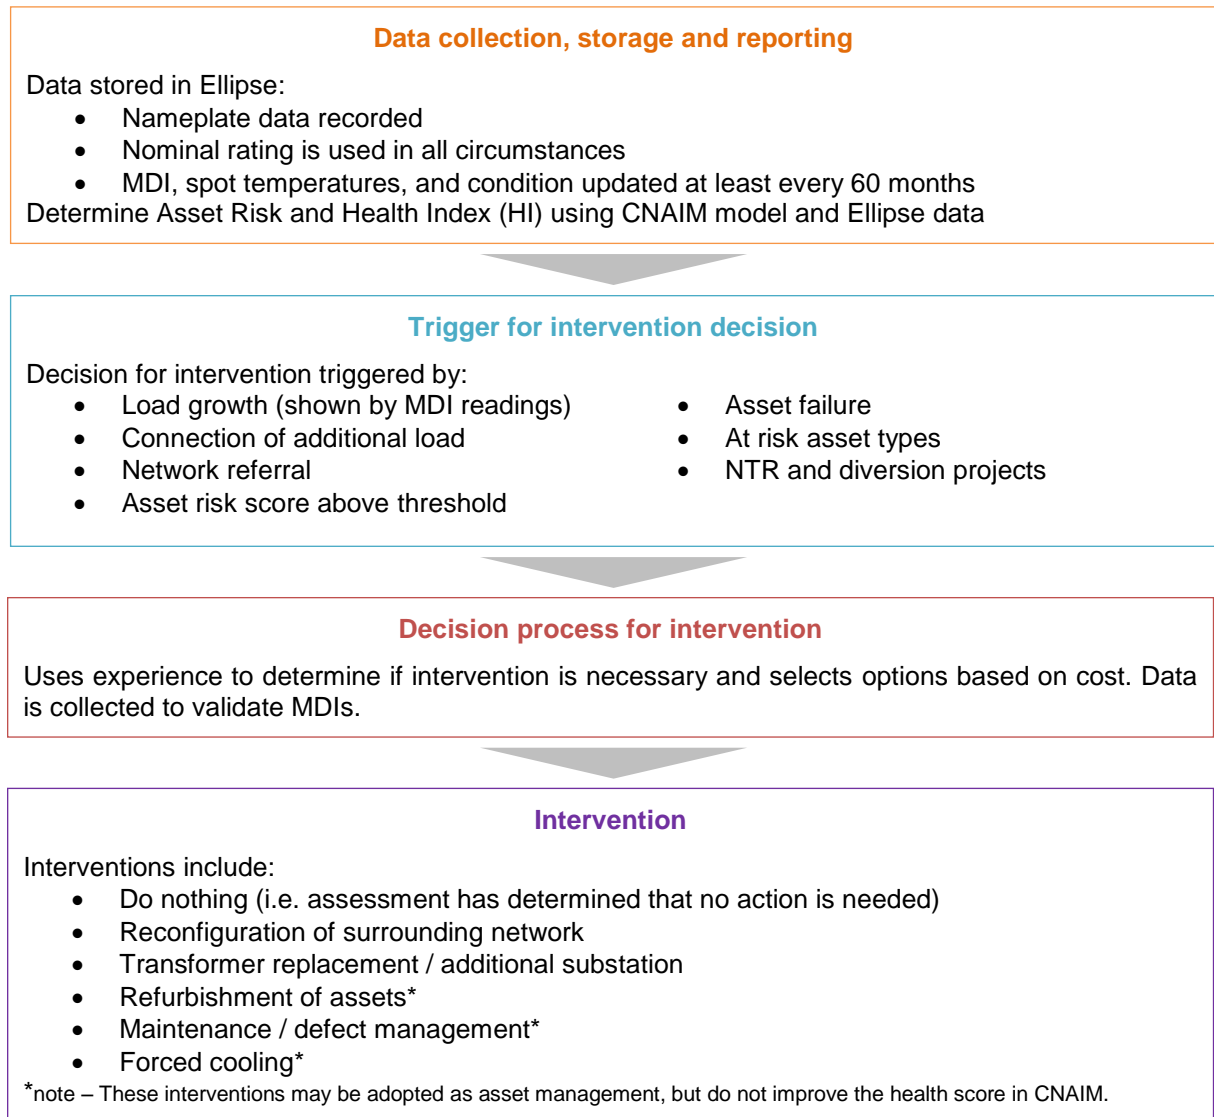 Data collection, storage and reporting
Data stored in Ellipse:
• Nameplate data recorded
• Nominal rating is used in all circumstances
• MDI, spot temperatures, and condition updated at least every 60 months
Determine Asset Risk and Health Index (HI) using CNAIM model and Ellipse data
Trigger for intervention decision
Decision for intervention triggered by:
• Load growth (shown by MDI readings)
• Connection of additional load
• Network referral
• Asset risk score above threshold
• Asset failure
• At risk asset types
• NTR and diversion projects
Decision process for intervention
Uses experience to determine if intervention is necessary and selects options based on cost. Data
is collected to validate MDIs.
Intervention
Interventions include:
• Do nothing (i.e. assessment has determined that no action is needed)
• Reconfiguration of surrounding network
• Transformer replacement / additional substation
• Refurbishment of assets*
• Maintenance / defect management*
• Forced cooling*
*note – These interventions may be adopted as asset management, but do not improve the health score in CNAIM.